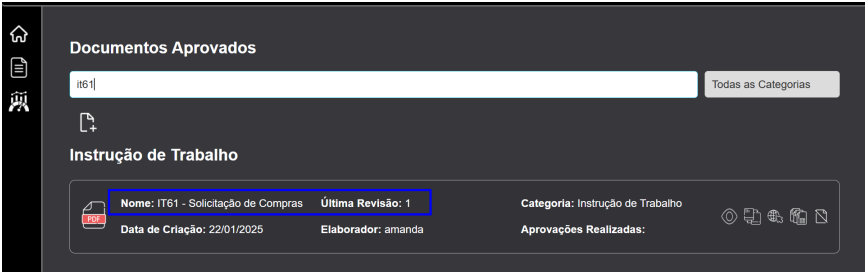 Documentos Aprovados
it61
Todas as Categorias
Instrução de Trabalho
Nome: IT61 - Solicitação de Compras Última Revisão: 1 Categoria: Instrução de Trabalho
PDF
Data de Criação: 22/01/2025 Elaborador: amanda Aprovações Realizadas: